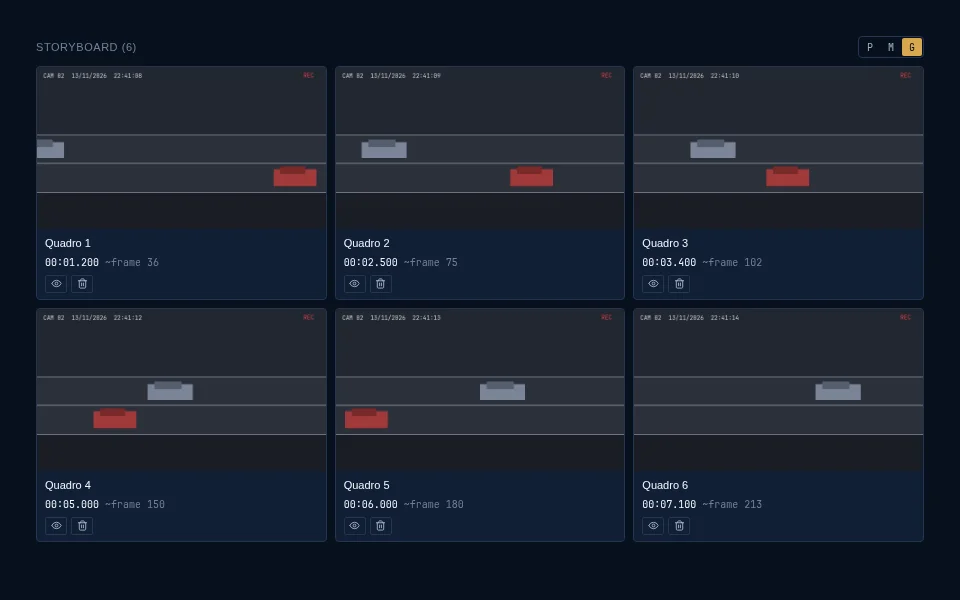 STORYBOARD (6)
P M G
CAM 02 13/11/2026 22:41:08 REC
CAM 02 13/11/2026 22:41:09 REC
CAM 02 13/11/2026 22:41:10 REC
Quadro 1
Quadro 2
Quadro 3
00:01.200 ~frame 36
00:02.500 ~frame 75
00:03.400 ~frame 102
CAM 02 13/11/2026 22:41:12 REC
CAM 02 13/11/2026 22:41:13 REC
CAM 02 13/11/2026 22:41:14 REC
Quadro 4
Quadro 5
Quadro 6
00:05.000 ~frame 150
00:06.000 ~frame 180
00:07.100 ~frame 213